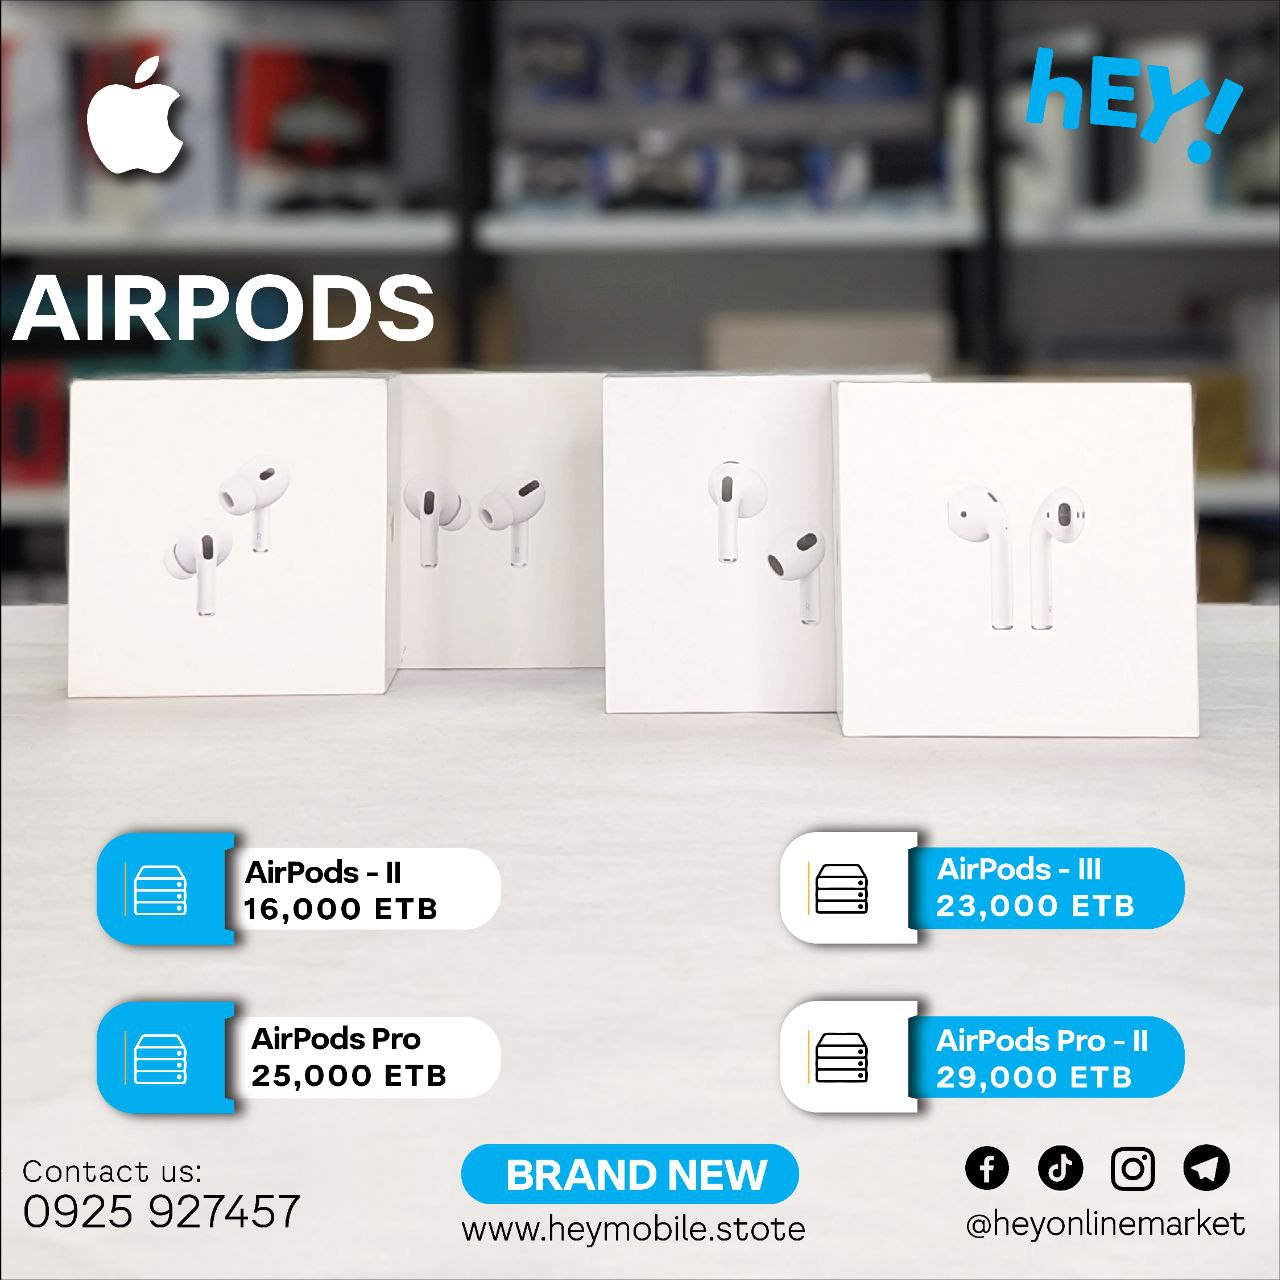 hEY!
AIRPODS
AirPods - II
16,000 ETB
AirPods - III
23,000 ETB
AirPods Pro
25,000 ETB
AirPods Pro - II
29,000 ETB
Contact us:
0925 927457
BRAND NEW
www.heymobile.stote
@heyonlinemarket